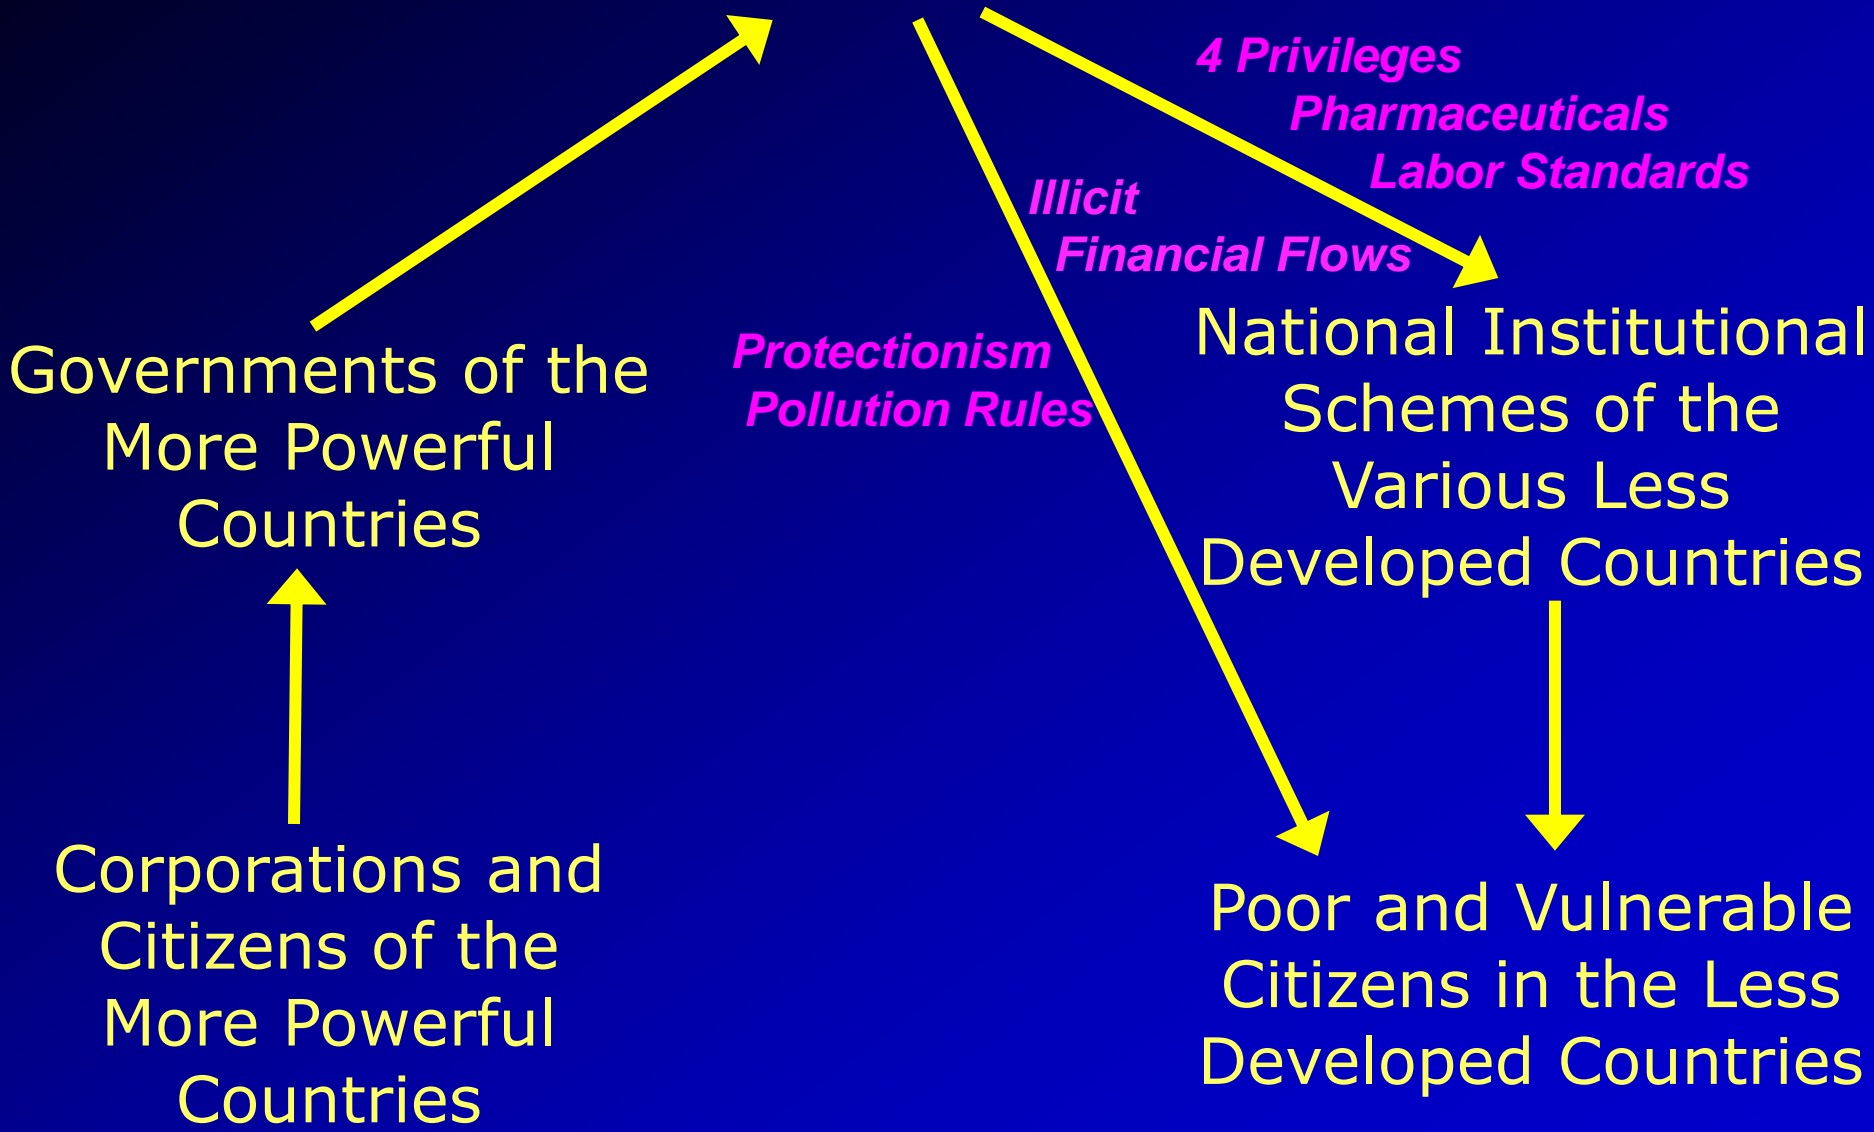 4 Privileges
Pharmaceuticals
Labor Standards
Illicit
Financial Flows
Protectionism
Pollution Rules
Governments of the
More Powerful
Countries
National Institutional
Schemes of the
Various Less
Developed Countries
Corporations and
Citizens of the
More Powerful
Countries
Poor and Vulnerable
Citizens in the Less
Developed Countries